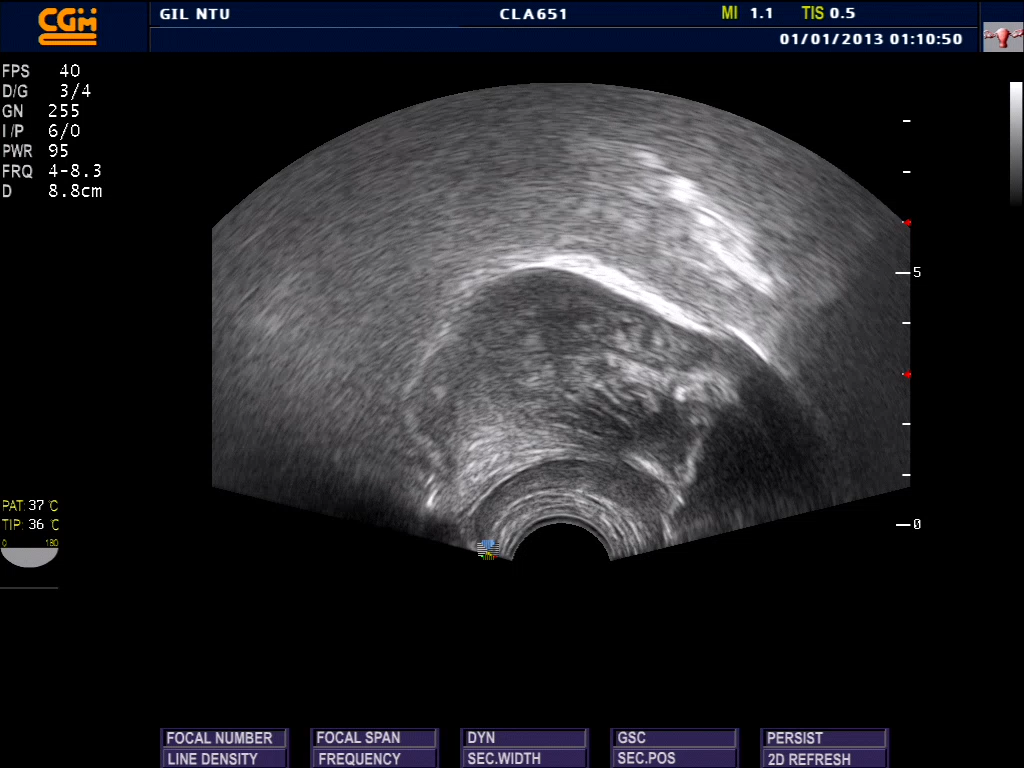 CGM
GIL NTU CLA651 MI 1.1 TIS 0.5
01/01/2013 01:10:50
FPS 40
D/G 3/4
GN 255
I/P 6/0
PWR 95
FRQ 4-8.3
D 8.8cm
5
PAT: 37 °C
TIP: 36 °C
0 180
0
FOCAL NUMBER FOCAL SPAN DYN GSC PERSIST
LINE DENSITY FREQUENCY SEC.WIDTH SEC.POS 2D REFRESH